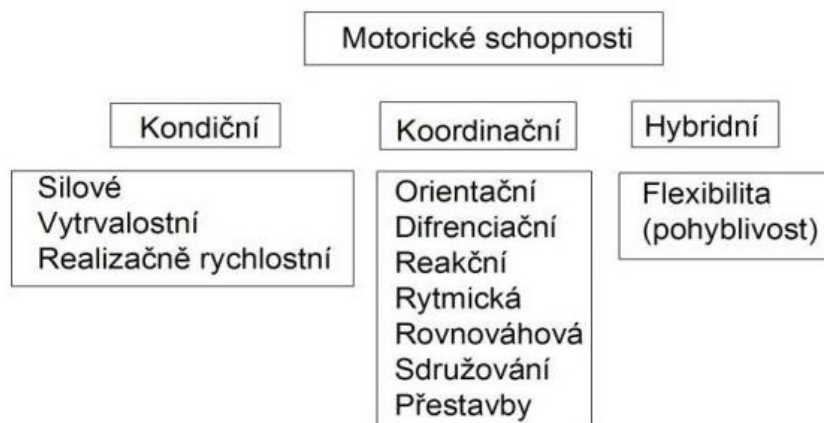 Motorické schopnosti
Kondiční
Silové
Vytrvalostní
Realizačně rychlostní
Koordinační
Orientační
Difrenciační
Reakční
Rytmická
Rovnováhová
Sdružování
Přestavby
Hybridní
Flexibilita
(pohyblivost)